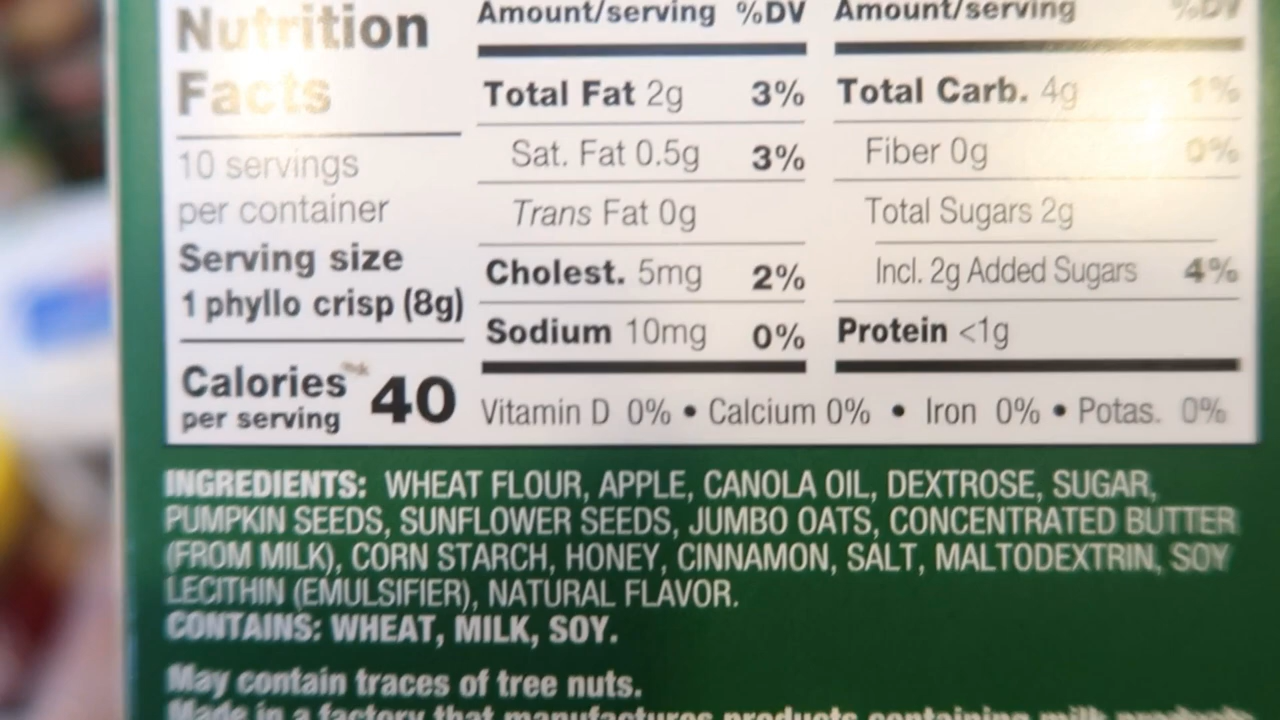 Nutrition
Facts
10 servings
per container
Serving size
1 phyllo crisp (8g)
Calories 40
per serving
Amount/serving %DV
Total Fat 2g 3%
Sat. Fat 0.5g 3%
Trans Fat 0g
Cholest. 5mg 2%
Sodium 10mg 0%
Amount/serving %DV
Total Carb. 4g 1%
Fiber 0g 0%
Total Sugars 2g
Incl. 2g Added Sugars 4%
Protein <1g
Vitamin D 0% • Calcium 0% • Iron 0% • Potas. 0%
INGREDIENTS: WHEAT FLOUR, APPLE, CANOLA OIL, DEXTROSE, SUGAR,
PUMPKIN SEEDS, SUNFLOWER SEEDS, JUMBO OATS, CONCENTRATED BUTTER
(FROM MILK), CORN STARCH, HONEY, CINNAMON, SALT, MALTODEXTRIN, SOY
LECITHIN (EMULSIFIER), NATURAL FLAVOR.
CONTAINS: WHEAT, MILK, SOY.
May contain traces of tree nuts.
Made in a factory that manufactures products containing milk products